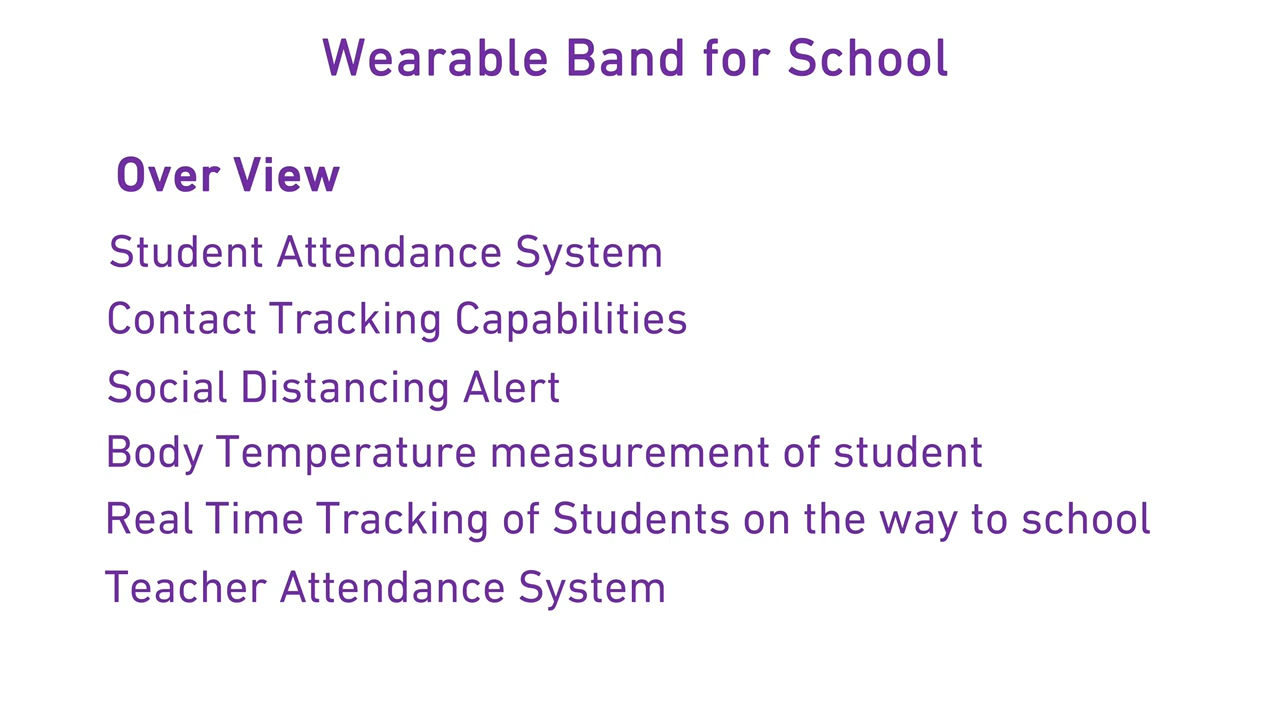 Wearable Band for School
Over View
Student Attendance System
Contact Tracking Capabilities
Social Distancing Alert
Body Temperature measurement of student
Real Time Tracking of Students on the way to school
Teacher Attendance System